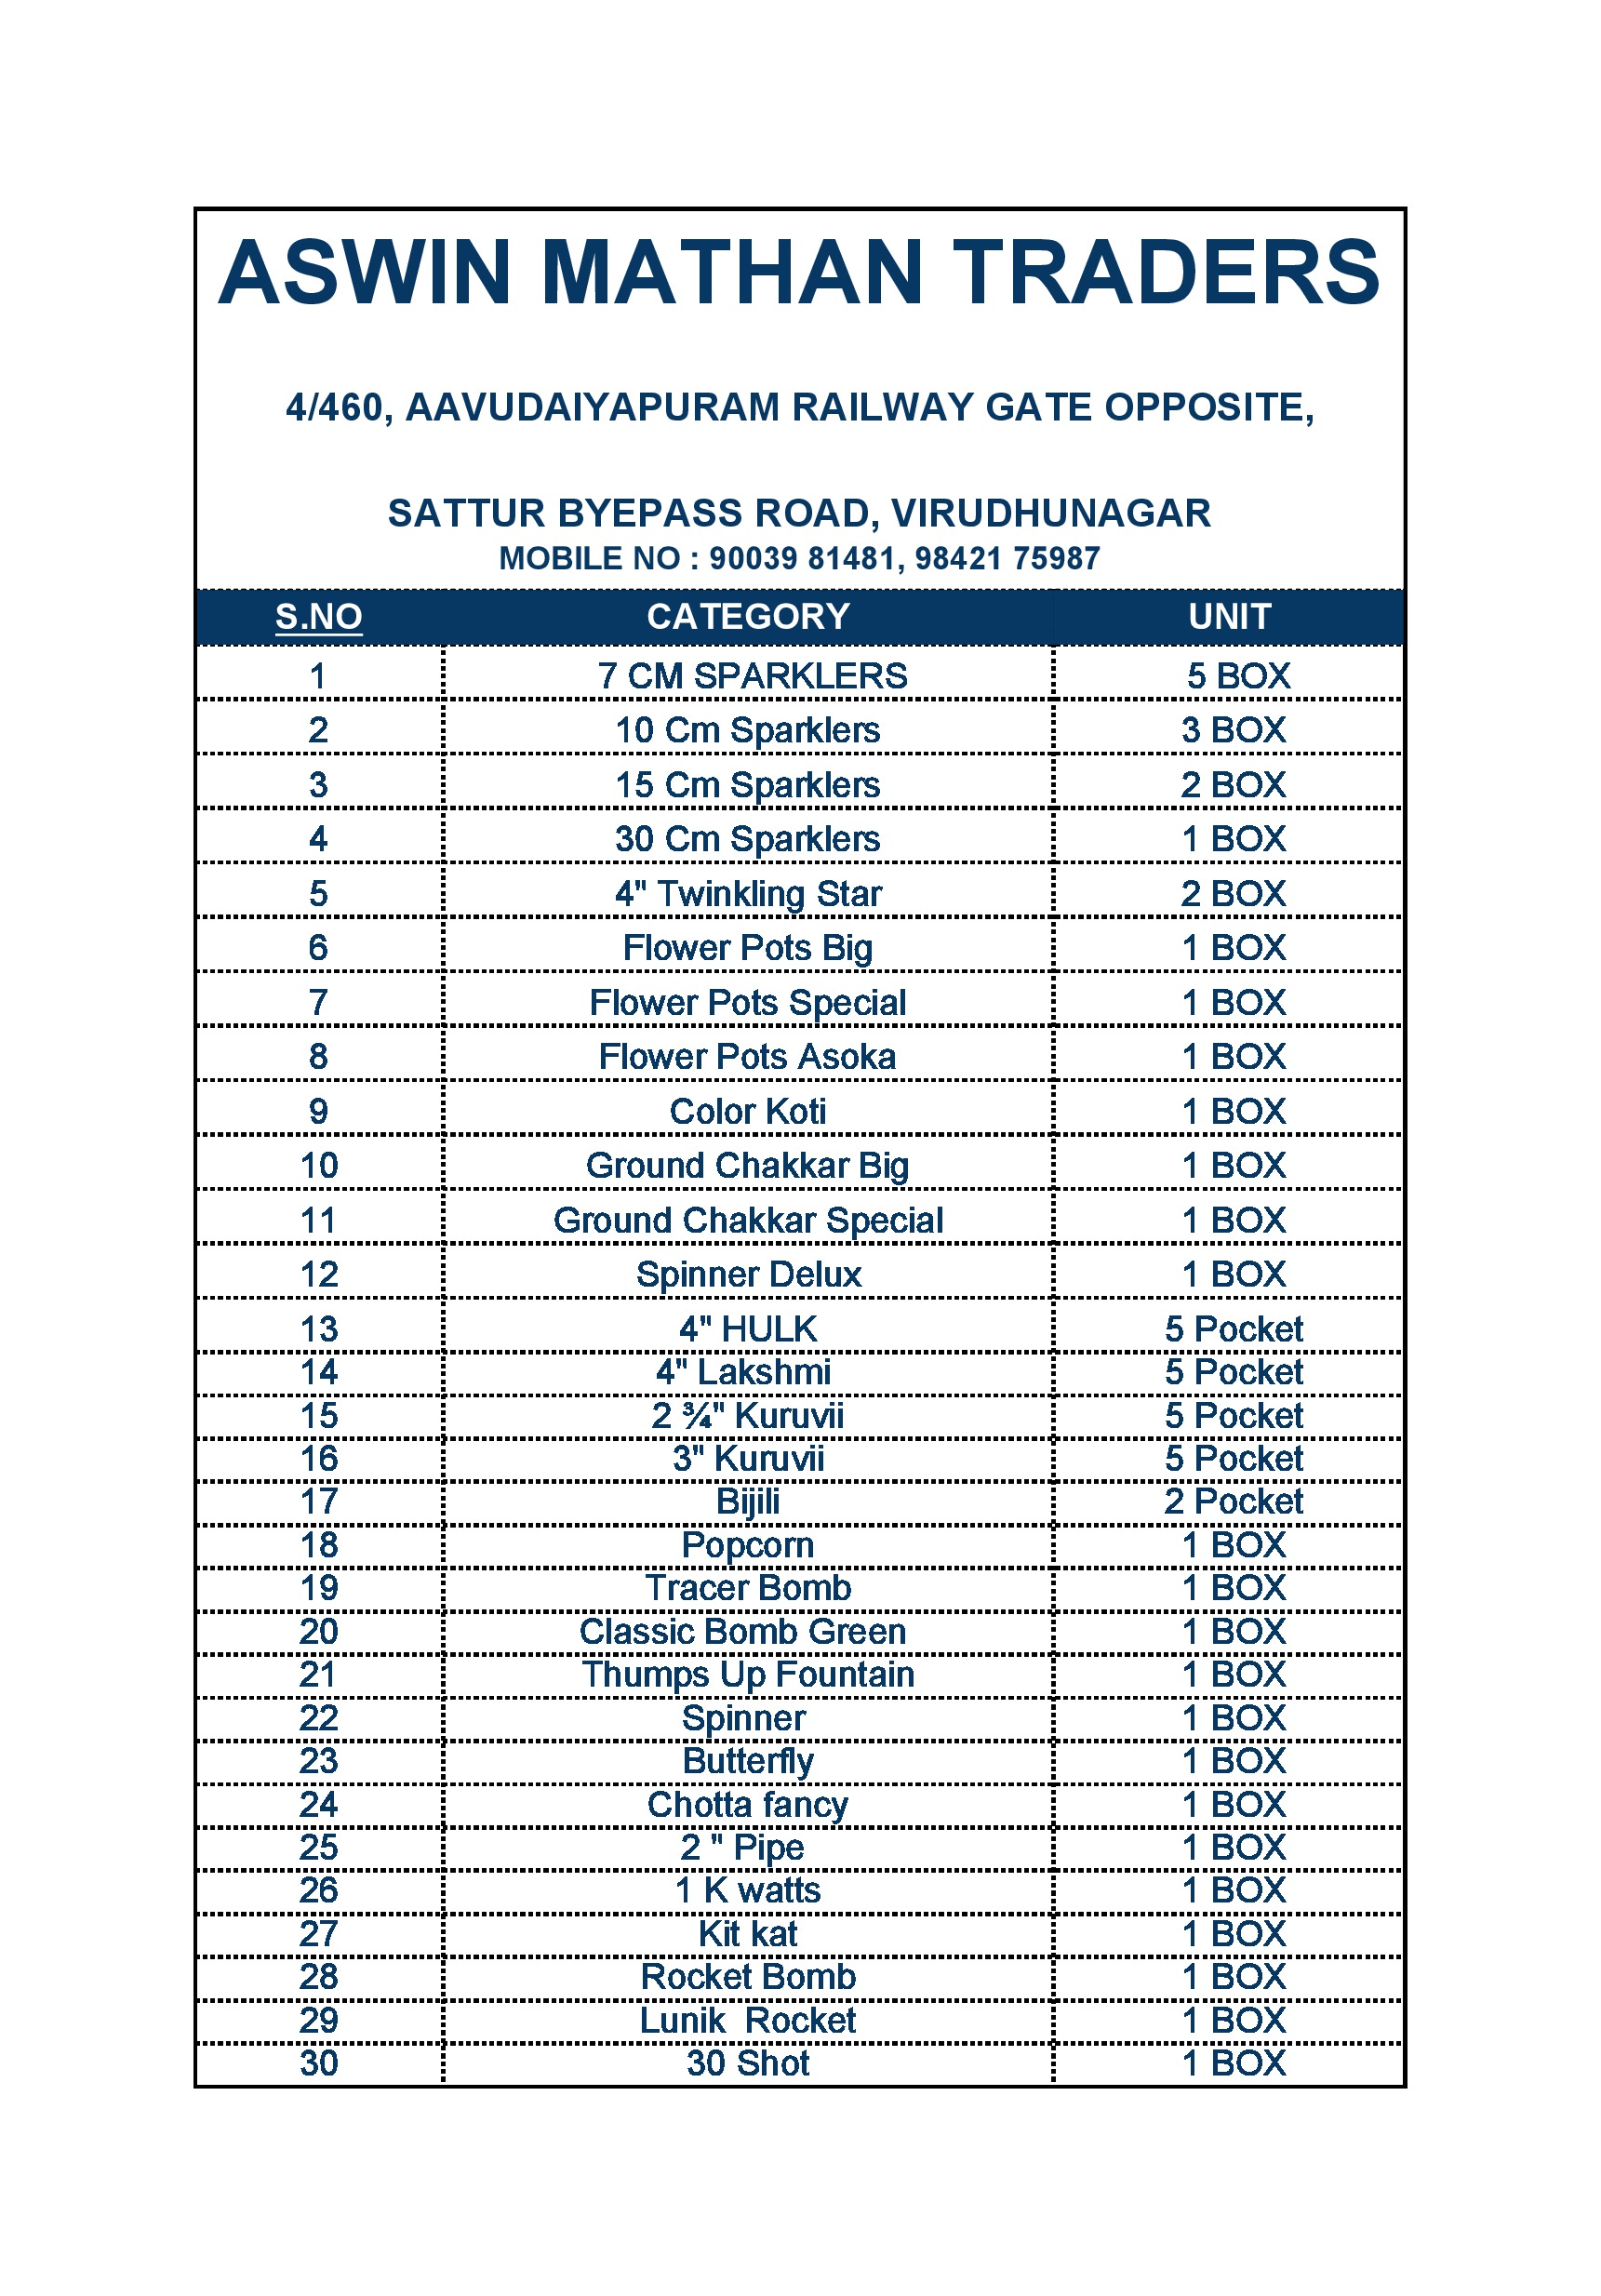 ASWIN MATHAN TRADERS
4/460, AAVUDAIYAPURAM RAILWAY GATE OPPOSITE,
SATTUR BYEPASS ROAD, VIRUDHUNAGAR
MOBILE NO : 90039 81481, 98421 75987
S.NO CATEGORY UNIT
1 7 CM SPARKLERS 5 BOX
2 10 Cm Sparklers 3 BOX
3 15 Cm Sparklers 2 BOX
4 30 Cm Sparklers 1 BOX
5 4" Twinkling Star 2 BOX
6 Flower Pots Big 1 BOX
7 Flower Pots Special 1 BOX
8 Flower Pots Asoka 1 BOX
9 Color Koti 1 BOX
10 Ground Chakkar Big 1 BOX
11 Ground Chakkar Special 1 BOX
12 Spinner Delux 1 BOX
13 4" HULK 5 Pocket
14 4" Lakshmi 5 Pocket
15 2 ¾" Kuruvii 5 Pocket
16 3" Kuruvii 5 Pocket
17 Bijili 2 Pocket
18 Popcorn 1 BOX
19 Tracer Bomb 1 BOX
20 Classic Bomb Green 1 BOX
21 Thumps Up Fountain 1 BOX
22 Spinner 1 BOX
23 Butterfly 1 BOX
24 Chotta fancy 1 BOX
25 2 " Pipe 1 BOX
26 1 K watts 1 BOX
27 Kit kat 1 BOX
28 Rocket Bomb 1 BOX
29 Lunik  Rocket 1 BOX
30 30 Shot 1 BOX